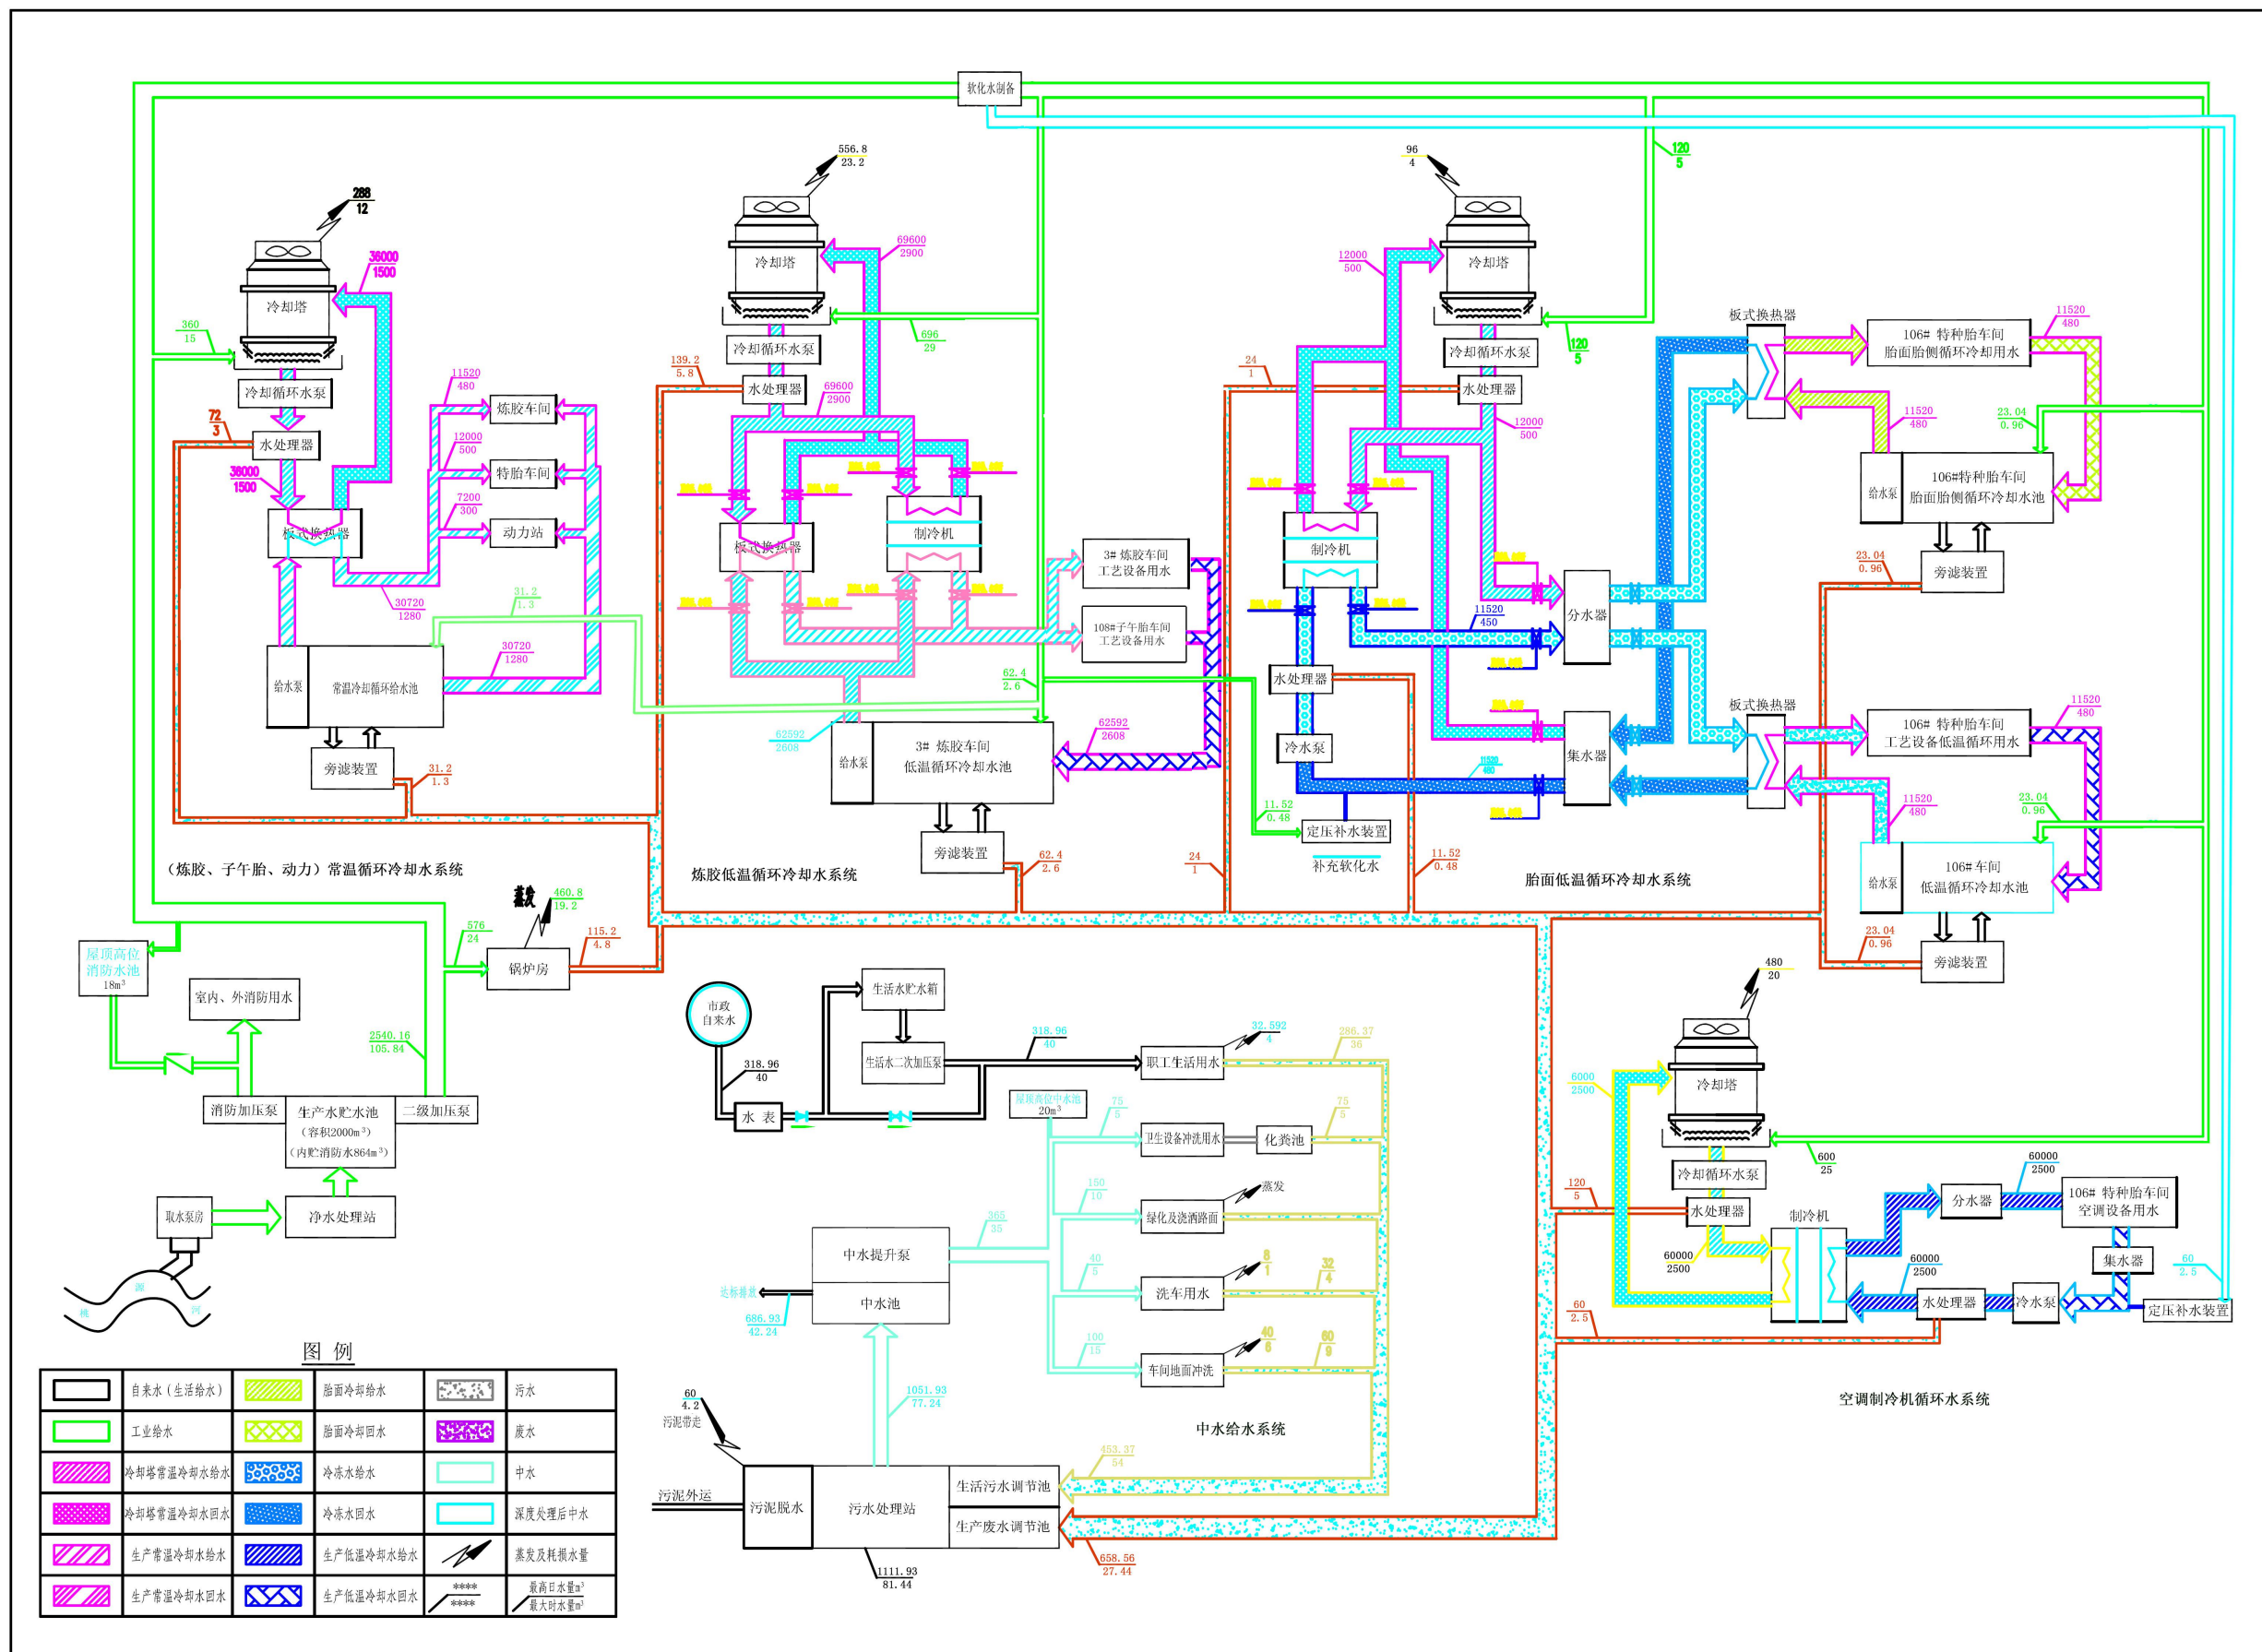 软化水制备
288
12
36000
1500
冷却塔
360
15
冷却循环水泵
72
3
水处理器
36000
1500
板式换热器
11520
480
炼胶车间
12000
500
特胎车间
7200
300
动力站
30720
1280
31.2
1.3
30720
1280
给水泵
常温冷却循环给水池
旁滤装置
31.2
1.3
(炼胶、子午胎、动力)常温循环冷却水系统
556.8
23.2
69600
2900
冷却塔
696
29
冷却循环水泵
139.2
5.8
水处理器
69600
2900
板式换热器
制冷机
3# 炼胶车间
工艺设备用水
108#子午胎车间
工艺设备用水
62.4
2.6
62592
2608
62592
2608
给水泵
3# 炼胶车间
低温循环冷却水池
旁滤装置
62.4
2.6
炼胶低温循环冷却水系统
96
4
120
5
12000
500
冷却塔
120
5
冷却循环水泵
24
1
水处理器
12000
500
制冷机
11520
450
分水器
水处理器
冷水泵
集水器
11520
480
11.52
0.48
定压补水装置
补充软化水
24
1
11.52
0.48
胎面低温循环冷却水系统
板式换热器
106# 特种胎车间
胎面胎侧循环冷却用水
11520
480
11520
480
23.04
0.96
给水泵
106#特种胎车间
胎面胎侧循环冷却水池
23.04
0.96
旁滤装置
板式换热器
106# 特种胎车间
工艺设备低温循环用水
11520
480
11520
480
23.04
0.96
给水泵
106#车间
低温循环冷却水池
23.04
0.96
旁滤装置
屋顶高位
消防水池
18m³
室内、外消防用水
576
24
蒸发
460.8
19.2
锅炉房
115.2
4.8
2540.16
105.84
消防加压泵
生产水贮水池
(容积2000m³)
(内贮消防水864m³)
二级加压泵
取水泵房
净水处理站
桃
源
河
市政
自来水
318.96
40
水 表
生活水贮水箱
生活水二次加压泵
318.96
40
职工生活用水
32.592
4
286.37
36
屋顶高位中水池
20m³
75
5
卫生设备冲洗用水
化粪池
75
5
150
10
绿化及浇洒路面
蒸发
365
35
40
5
洗车用水
8
1
32
4
100
15
车间地面冲洗
40
6
60
9
中水提升泵
中水池
达标排放
686.93
42.24
1051.93
77.24
中水给水系统
60
4.2
污泥带走
污泥外运
污泥脱水
污水处理站
生活污水调节池
生产废水调节池
453.37
54
658.56
27.44
1111.93
81.44
480
20
冷却塔
6000
2500
600
25
冷却循环水泵
120
5
水处理器
60000
2500
制冷机
分水器
60000
2500
106# 特种胎车间
空调设备用水
集水器
60000
2500
水处理器
冷水泵
60
2.5
定压补水装置
60
2.5
空调制冷机循环水系统
图 例
自来水(生活给水)
胎面冷却给水
污水
工业给水
胎面冷却回水
废水
冷却塔常温冷却水给水
冷冻水给水
中水
冷却塔常温冷却水回水
冷冻水回水
深度处理后中水
生产常温冷却水给水
生产低温冷却水给水
蒸发及耗损水量
生产常温冷却水回水
生产低温冷却水回水
****
****
最高日水量m³
最大时水量m³